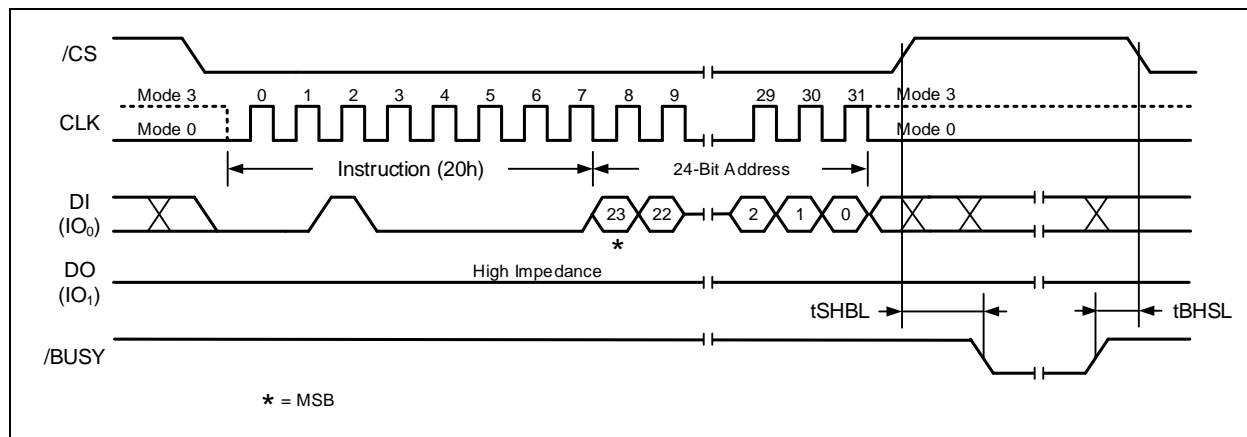 /CS
Mode 3 0 1 2 3 4 5 6 7 8 9 29 30 31 Mode 3
CLK
Mode 0 Mode 0
Instruction (20h) 24-Bit Address
DI
(IO₀)
23 22 2 1 0
*
DO
(IO₁)
High Impedance
tSHBL tBHSL
/BUSY
* = MSB